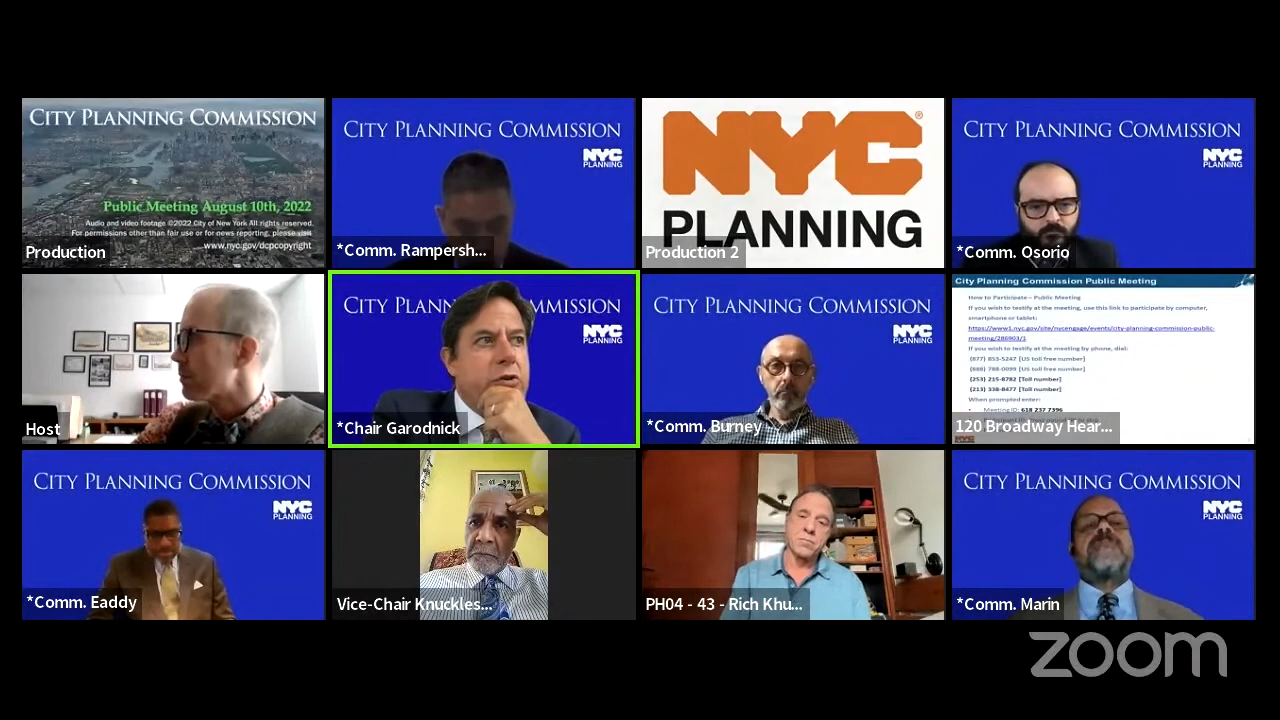 CITY PLANNING COMMISSION
Public Meeting August 10th, 2022
Audio and video footage ©2022 City of New York All rights reserved.
For permissions other than fair use or for news reporting, please visit
www.nyc.gov/dcpcopyright
Production
CITY PLANNING COMMISSION
NYC
PLANNING
*Comm. Rampersh...
NYC®
PLANNING
Production 2
CITY PLANNING COMMISSION
NYC
PLANNING
*Comm. Osorio
Host
CITY PLANNING COMMISSION
NYC
PLANNING
*Chair Garodnick
CITY PLANNING COMMISSION
NYC
PLANNING
*Comm. Burney
City Planning Commission Public Meeting
How to Participate – Public Meeting
If you wish to testify at the meeting, use this link to participate by computer,
smartphone or tablet:
https://www1.nyc.gov/site/nycengage/events/city-planning-commission-public-
meeting/286903/1
If you wish to testify at the meeting by phone, dial:
(877) 853-5247 [US toll free number]
(888) 788-0099 [US toll free number]
(253) 215-8782 [Toll number]
(213) 338-8477 [Toll number]
When prompted enter:
• Meeting ID: 618 237 7396
120 Broadway Hear...
NYC
CITY PLANNING COMMISSION
NYC
PLANNING
*Comm. Eaddy
Vice-Chair Knuckles...
PH04 - 43 - Rich Khu...
CITY PLANNING COMMISSION
NYC
PLANNING
*Comm. Marin
zoom